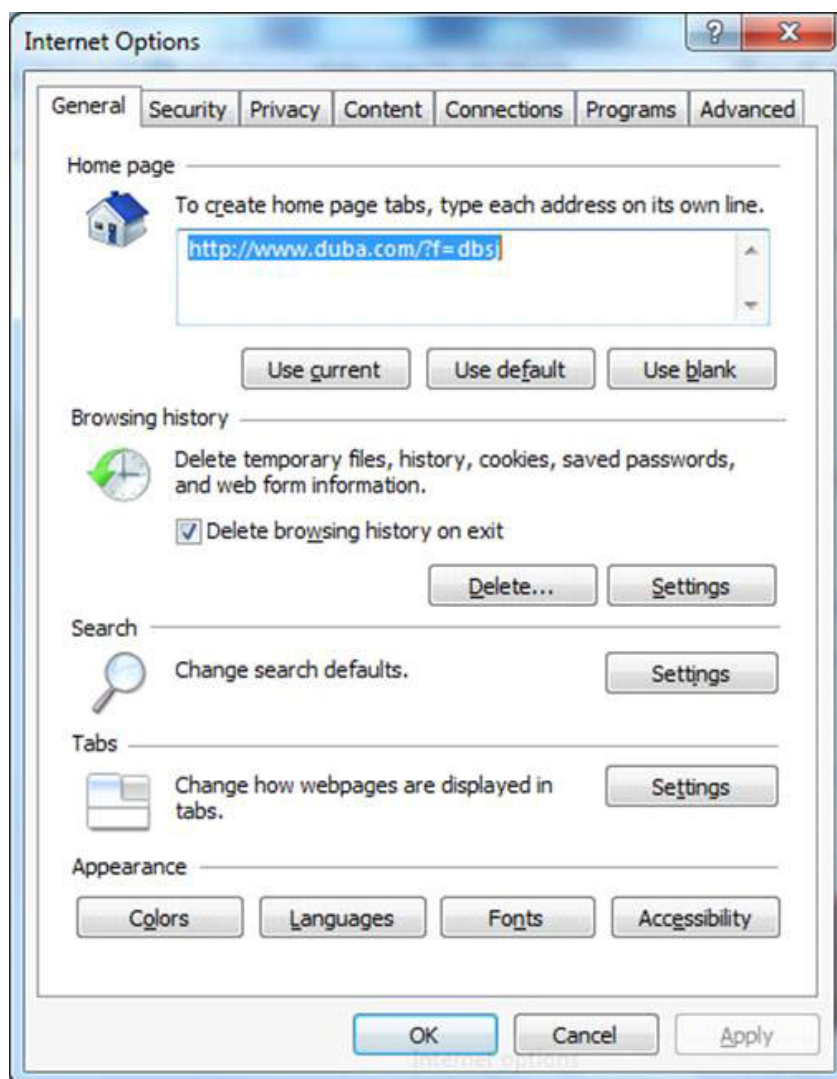 Internet Options
General Security Privacy Content Connections Programs Advanced
Home page
To create home page tabs, type each address on its own line.
http://www.duba.com/?f=dbsj
Use current Use default Use blank
Browsing history
Delete temporary files, history, cookies, saved passwords,
and web form information.
Delete browsing history on exit
Delete... Settings
Search
Change search defaults.
Settings
Tabs
Change how webpages are displayed in
tabs.
Settings
Appearance
Colors Languages Fonts Accessibility
OK Cancel Apply
Internet options